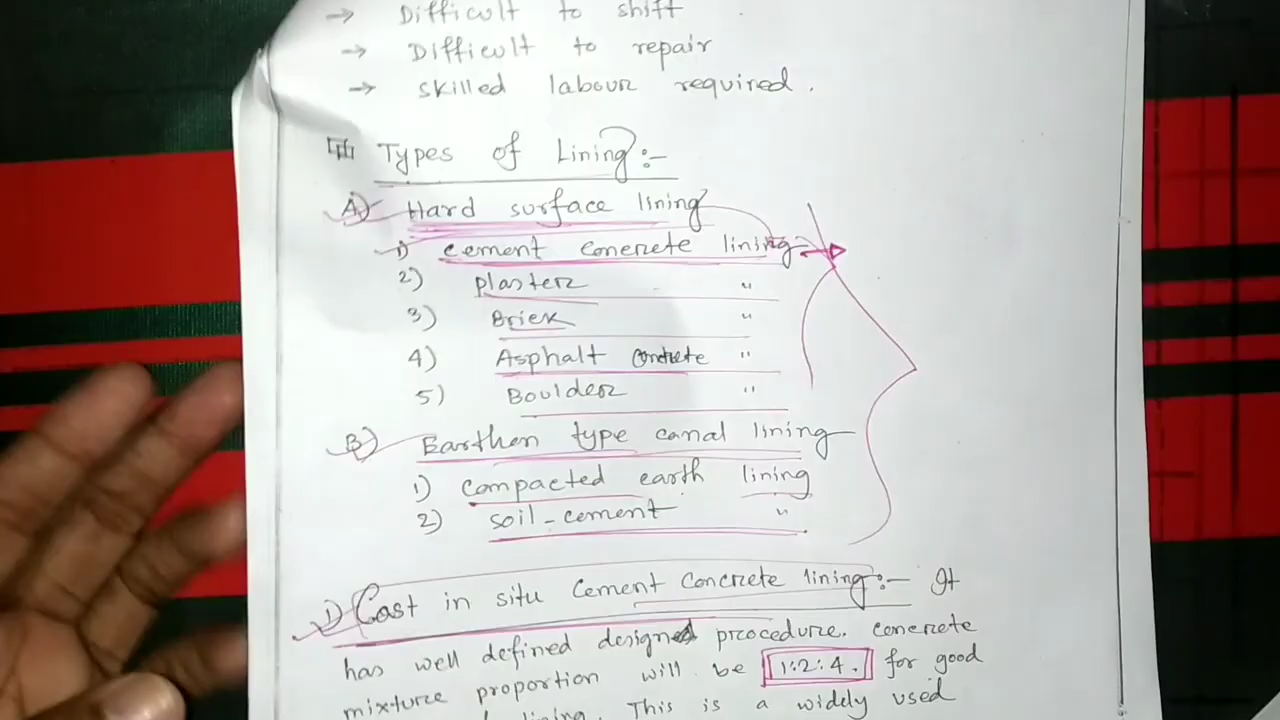 → Difficult to shift
→ Difficult to repair
→ skilled labour required.
Types of Lining:-
A) Hard surface lining
1) cement concrete lining
2) plaster "
3) Brick "
4) Asphalt concrete "
5) Boulder "
B) Earthen type canal lining
1) compacted earth lining
2) soil-cement "
1) Cast in situ Cement Concrete lining:- It
has well defined designed procedure. concrete
mixture proportion will be 1:2:4. for good
lining. This is a widely used